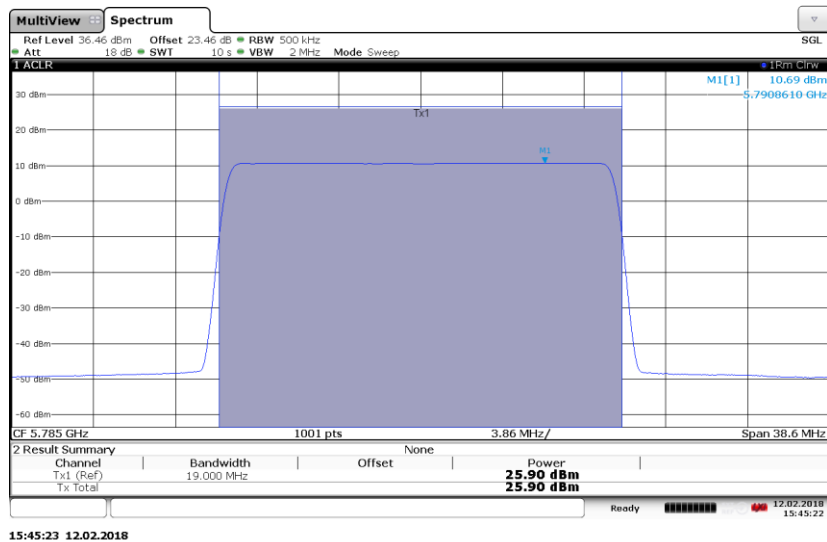 MultiView Spectrum
Ref Level 36.46 dBm Offset 23.46 dB RBW 500 kHz SGL
Att 18 dB SWT 10 s VBW 2 MHz Mode Sweep
1 ACLR 1Rm Clrw
M1[1] 10.69 dBm
5.7908610 GHz
30 dBm
Tx1
20 dBm
M1
10 dBm
0 dBm
-10 dBm
-20 dBm
-30 dBm
-40 dBm
-50 dBm
-60 dBm
CF 5.785 GHz 1001 pts 3.86 MHz/ Span 38.6 MHz
2 Result Summary None
Channel Bandwidth Offset Power
Tx1 (Ref) 19.000 MHz 25.90 dBm
Tx Total 25.90 dBm
Ready 12.02.2018
15:45:22
15:45:23 12.02.2018